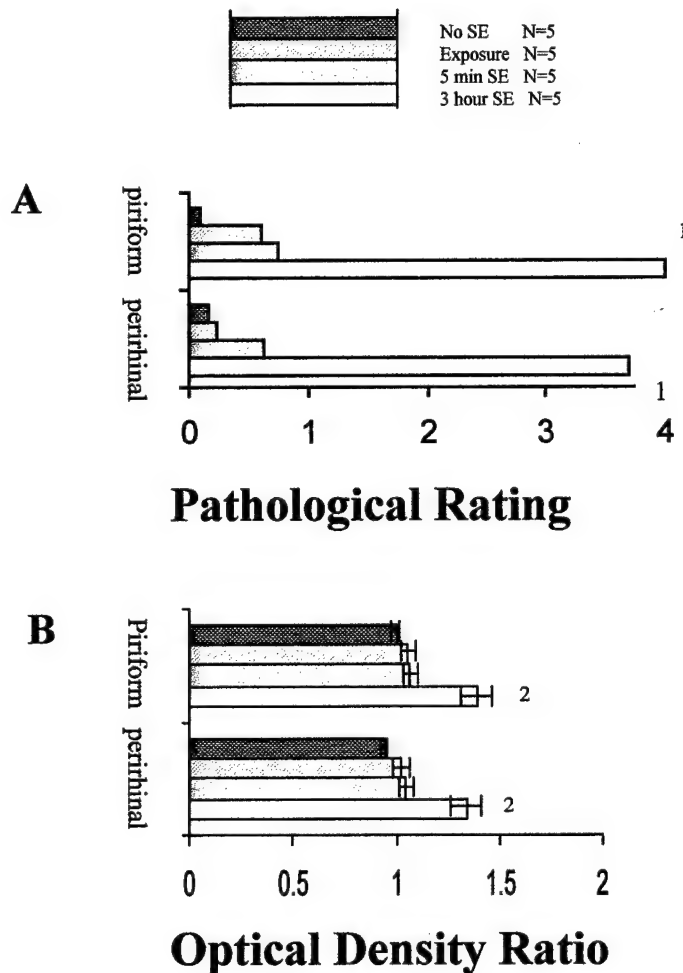 No SE N=5
Exposure N=5
5 min SE N=5
3 hour SE N=5
A
piriform
perirhinal
1
0 1 2 3 4
Pathological Rating
B
Piriform
perirhinal
2
2
0 0.5 1 1.5 2
Optical Density Ratio